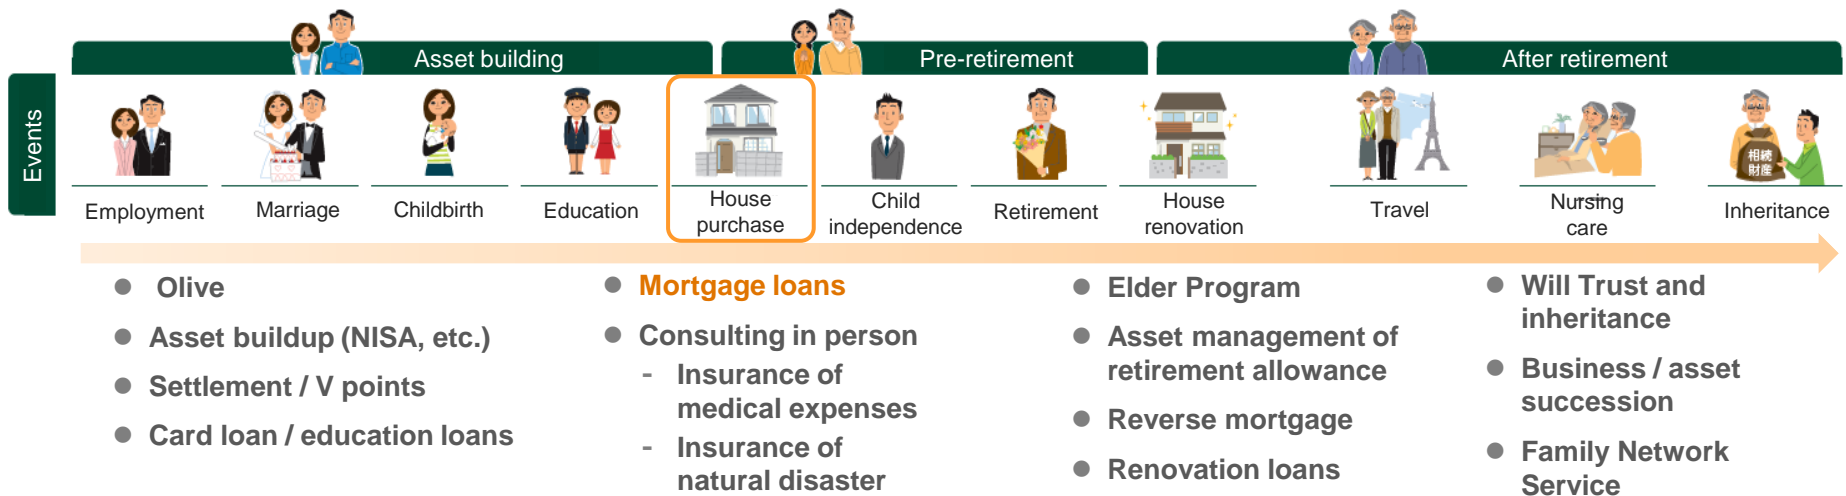 Asset building
Pre-retirement
After retirement
Events
相続
財産
Employment
Marriage
Childbirth
Education
House
purchase
Child
independence
Retirement
House
renovation
Travel
Nursing
care
Inheritance
● Olive
● Asset buildup (NISA, etc.)
● Settlement / V points
● Card loan / education loans
● Mortgage loans
● Consulting in person
- Insurance of
medical expenses
- Insurance of
natural disaster
● Elder Program
● Asset management of
retirement allowance
● Reverse mortgage
● Renovation loans
● Will Trust and
inheritance
● Business / asset
succession
● Family Network
Service